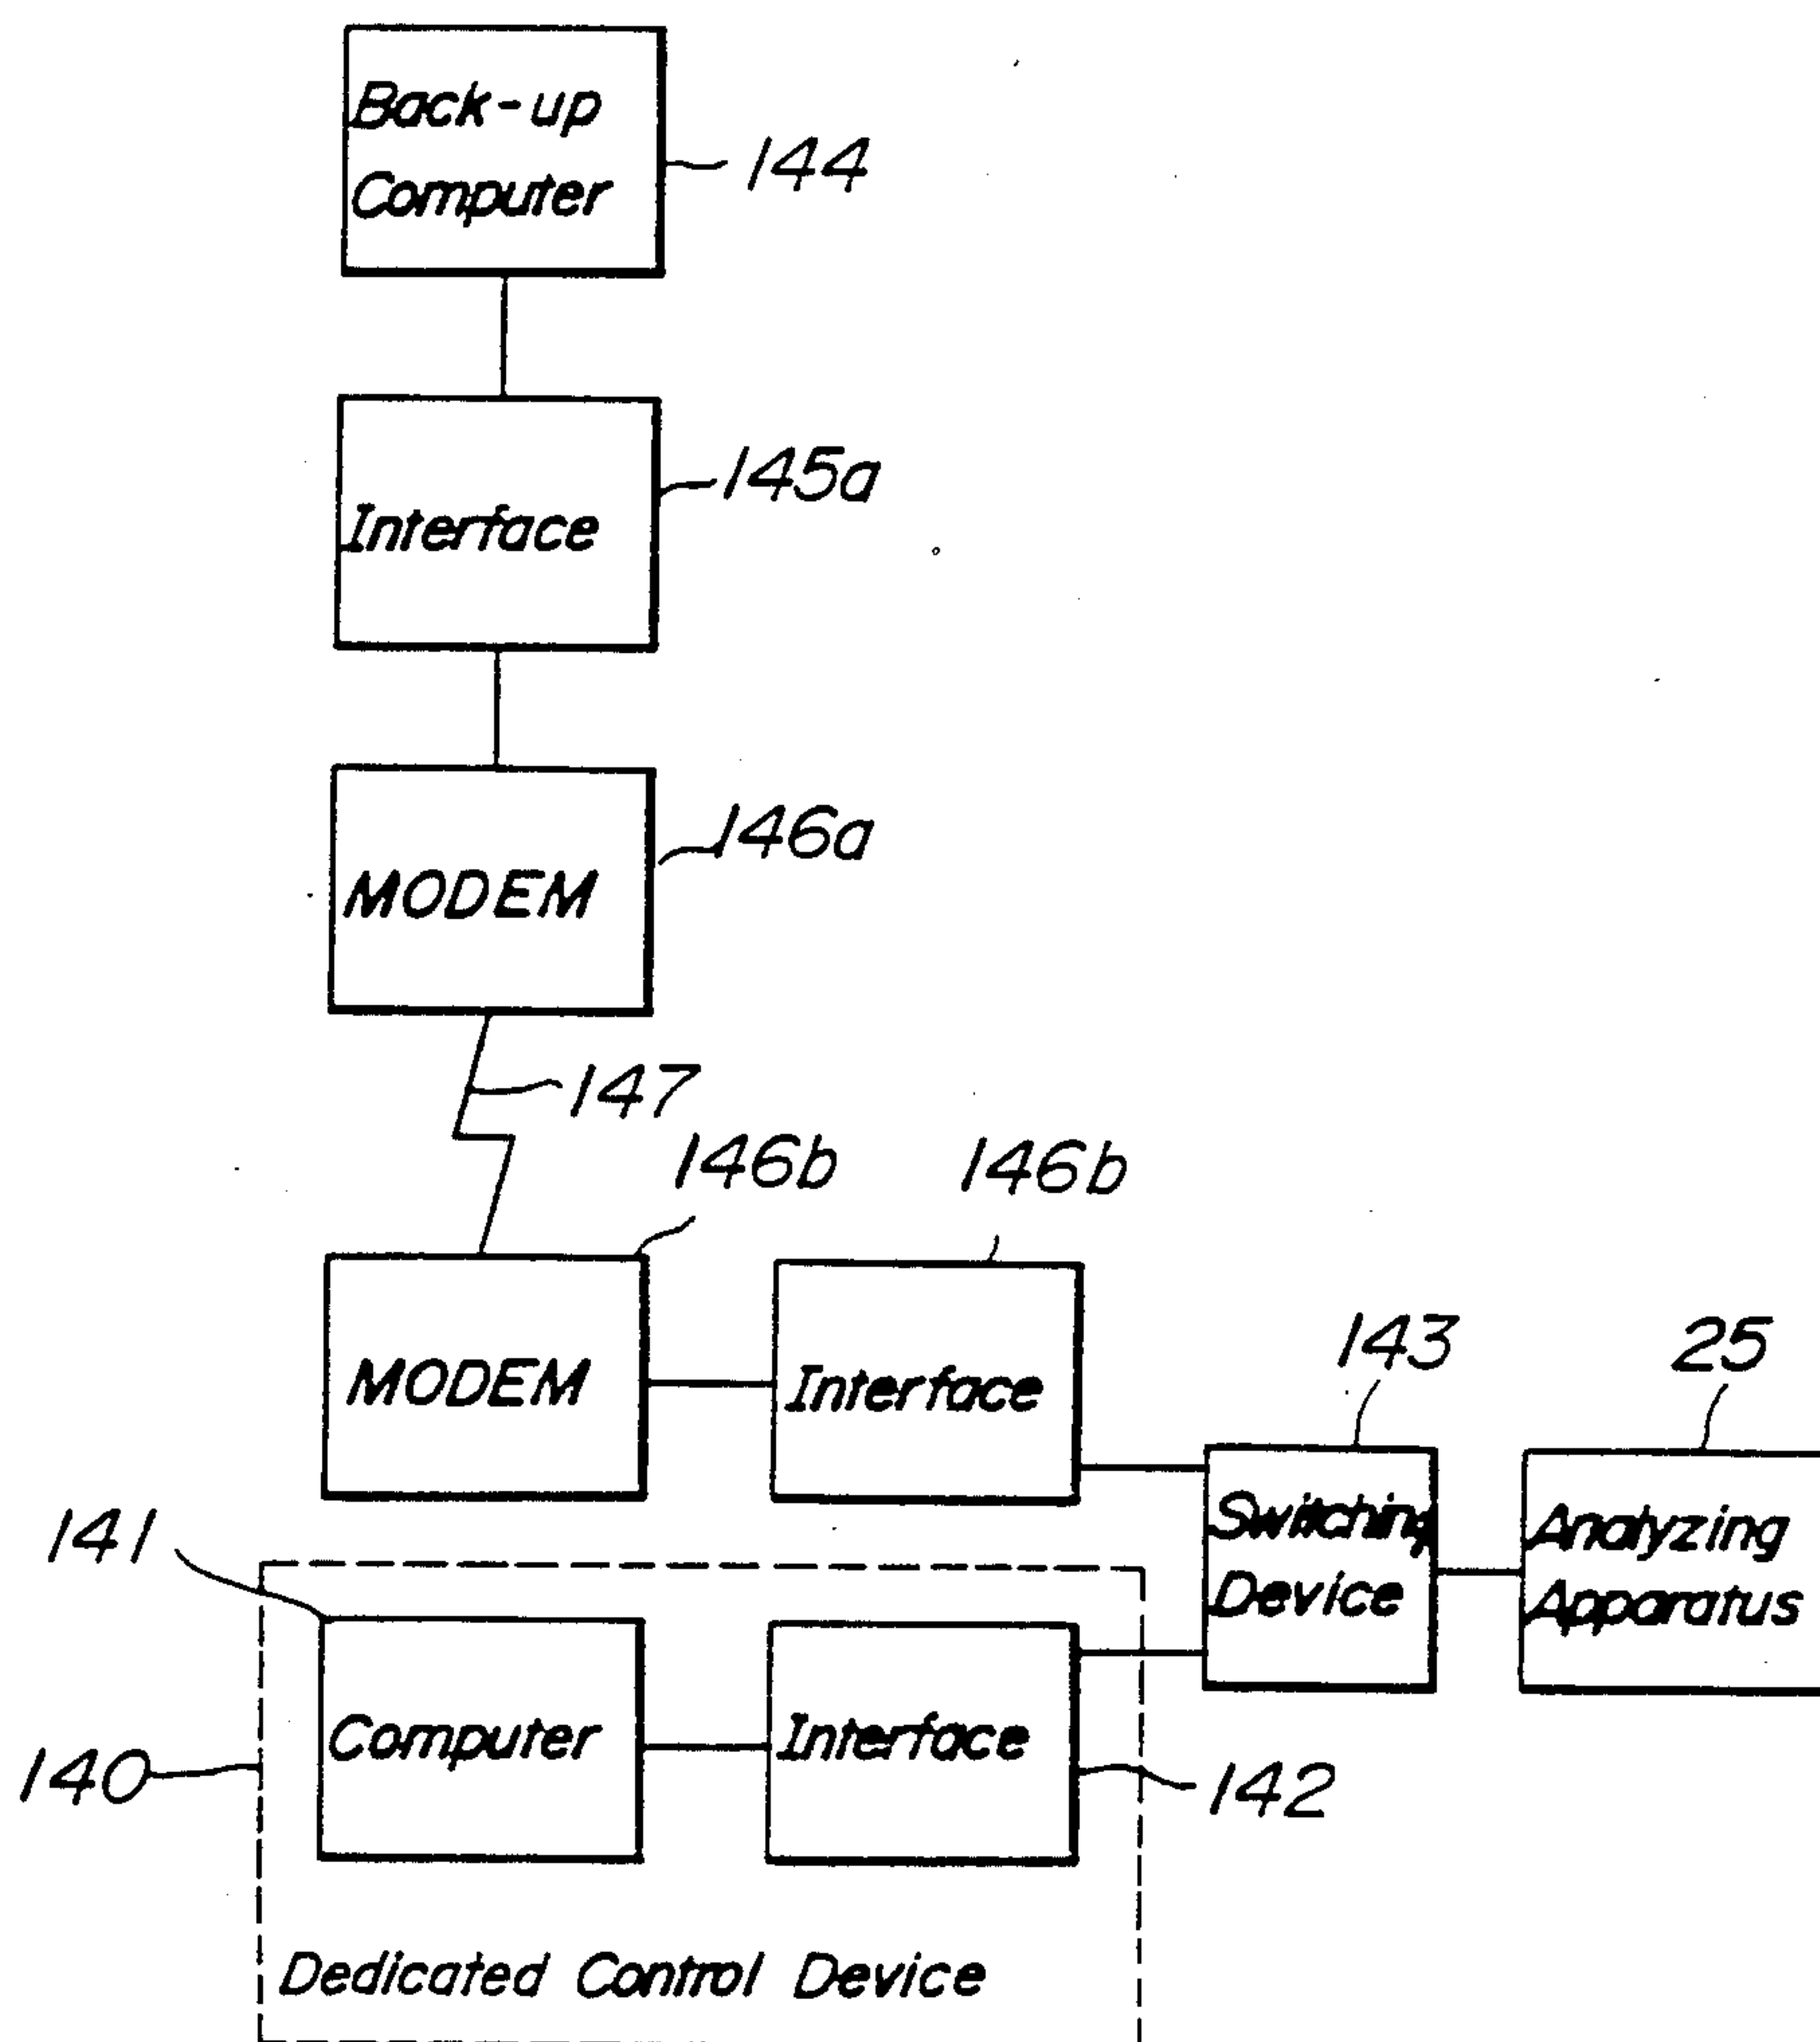 Back-up
Computer
144
Interface
145a
MODEM
146a
147
146b
146b
MODEM
Interface
143
25
Switching
Device
Analyzing
Apparatus
141
Computer
Interface
140
142
Dedicated Control Device